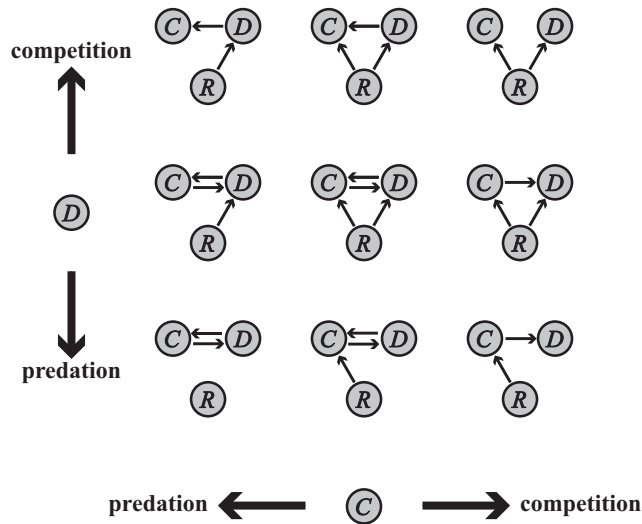 C D C D C D
competition
R R R
C D C D C D
D
R R R
C D C D C D
predation
R R R
predation C competition